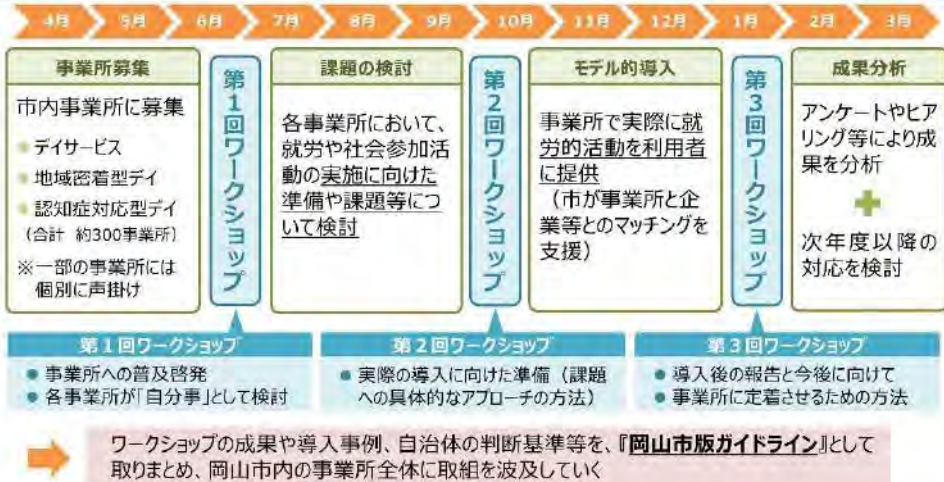 4月 5月 6月 7月 8月 9月 10月 11月 12月 1月 2月 3月
事業所募集
市内事業所に募集
デイサービス
地域密着型デイ
認知症対応型デイ
(合計 約300事業所)
※一部の事業所には
個別に声掛け
第1回ワークショップ
課題の検討
各事業所において、
就労や社会参加活
動の実施に向けた
準備や課題等につ
いて検討
第2回ワークショップ
モデル的導入
事業所で実際に就
労的活動を利用者
に提供
(市が事業所と企
業等とのマッチングを
支援)
第3回ワークショップ
成果分析
アンケートやヒア
リング等により成
果を分析
次年度以降の
対応を検討
第1回ワークショップ
● 事業所への普及啓発
● 各事業所が「自分事」として検討
第2回ワークショップ
● 実際の導入に向けた準備(課題
への具体的なアプローチの方法)
第3回ワークショップ
● 導入後の報告と今後に向けて
● 事業所に定着させるための方法
ワークショップの成果や導入事例、自治体の判断基準等を、『岡山市版ガイドライン』として
取りまとめ、岡山市内の事業所全体に取組を波及していく